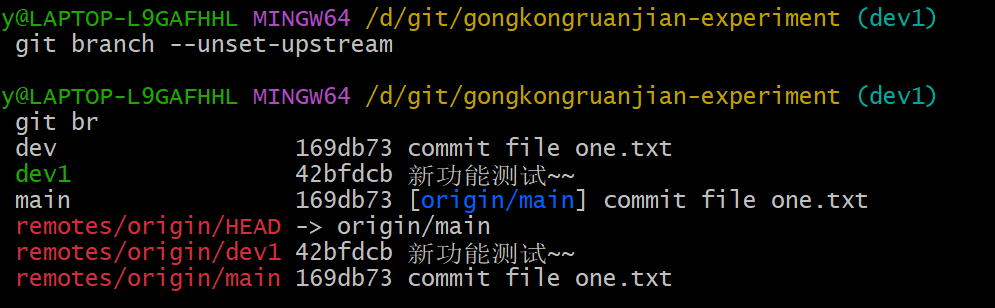 y@LAPTOP-L9GAFHHL MINGW64 /d/git/gongkongruanjian-experiment (dev1)
git branch --unset-upstream
y@LAPTOP-L9GAFHHL MINGW64 /d/git/gongkongruanjian-experiment (dev1)
git br
dev 169db73 commit file one.txt
dev1 42bfdcb 新功能测试~~
main 169db73 [origin/main] commit file one.txt
remotes/origin/HEAD -> origin/main
remotes/origin/dev1 42bfdcb 新功能测试~~
remotes/origin/main 169db73 commit file one.txt